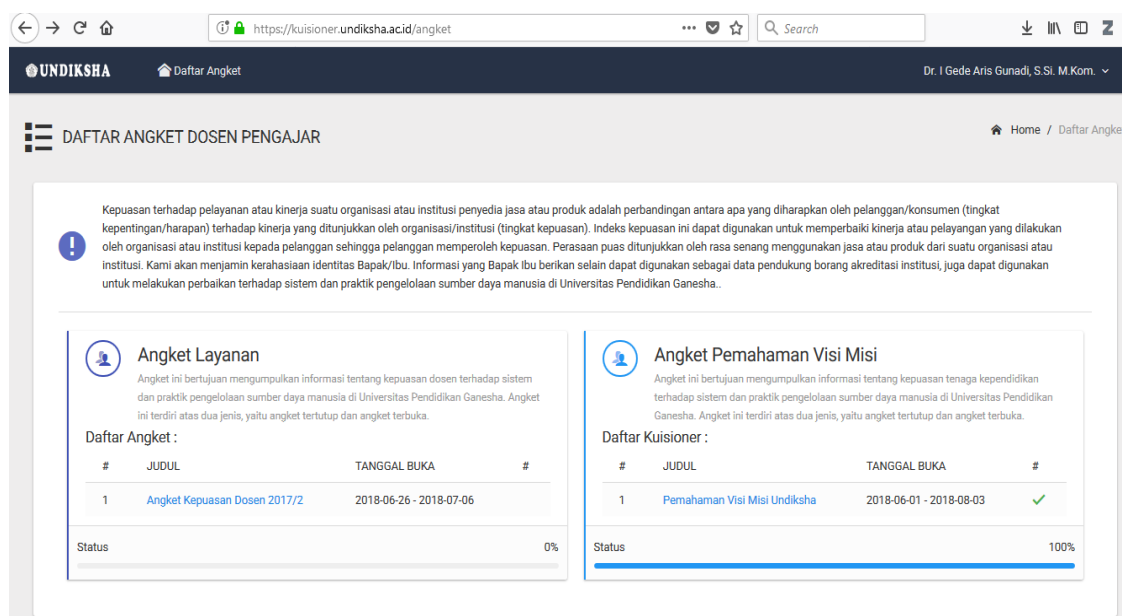 https://kuisioner.undiksha.ac.id/angket
Search
UNDIKSHA
Daftar Angket
Dr. I Gede Aris Gunadi, S.Si. M.Kom.
DAFTAR ANGKET DOSEN PENGAJAR
Home / Daftar Angke
Kepuasan terhadap pelayanan atau kinerja suatu organisasi atau institusi penyedia jasa atau produk adalah perbandingan antara apa yang diharapkan oleh pelanggan/konsumen (tingkat
kepentingan/harapan) terhadap kinerja yang ditunjukkan oleh organisasi/institusi (tingkat kepuasan). Indeks kepuasan ini dapat digunakan untuk memperbaiki kinerja atau pelayangan yang dilakukan
oleh organisasi atau institusi kepada pelanggan sehingga pelanggan memperoleh kepuasan. Perasaan puas ditunjukkan oleh rasa senang menggunakan jasa atau produk dari suatu organisasi atau
institusi. Kami akan menjamin kerahasiaan identitas Bapak/Ibu. Informasi yang Bapak Ibu berikan selain dapat digunakan sebagai data pendukung borang akreditasi institusi, juga dapat digunakan
untuk melakukan perbaikan terhadap sistem dan praktik pengelolaan sumber daya manusia di Universitas Pendidikan Ganesha..
Angket Layanan
Angket ini bertujuan mengumpulkan informasi tentang kepuasan dosen terhadap sistem
dan praktik pengelolaan sumber daya manusia di Universitas Pendidikan Ganesha. Angket
ini terdiri atas dua jenis, yaitu angket tertutup dan angket terbuka.
Daftar Angket :
# JUDUL TANGGAL BUKA #
1 Angket Kepuasan Dosen 2017/2 2018-06-26 - 2018-07-06
Status 0%
Angket Pemahaman Visi Misi
Angket ini bertujuan mengumpulkan informasi tentang kepuasan tenaga kependidikan
terhadap sistem dan praktik pengelolaan sumber daya manusia di Universitas Pendidikan
Ganesha. Angket ini terdiri atas dua jenis, yaitu angket tertutup dan angket terbuka.
Daftar Kuisioner :
# JUDUL TANGGAL BUKA #
1 Pemahaman Visi Misi Undiksha 2018-06-01 - 2018-08-03
Status 100%